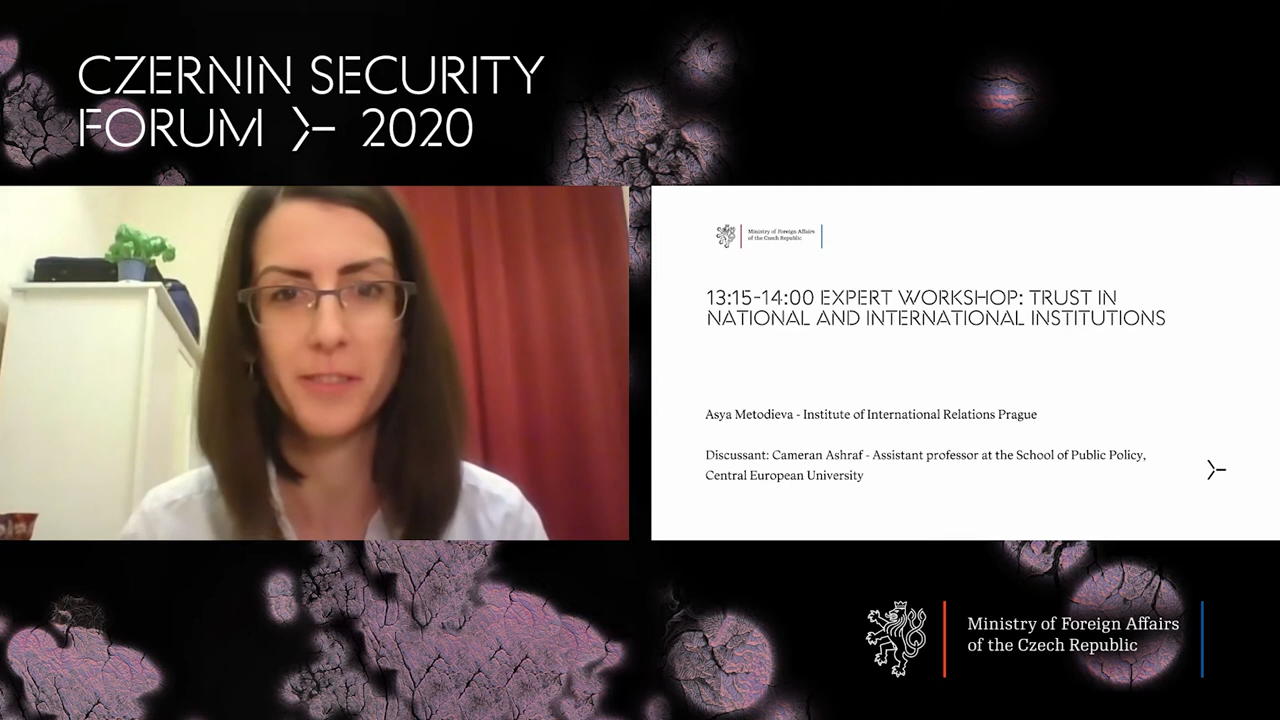 CZERNIN SECURITY
FORUM 2020
Ministry of Foreign Affairs
of the Czech Republic
13:15-14:00 EXPERT WORKSHOP: TRUST IN
NATIONAL AND INTERNATIONAL INSTITUTIONS
Asya Metodieva - Institute of International Relations Prague
Discussant: Cameran Ashraf - Assistant professor at the School of Public Policy,
Central European University
Ministry of Foreign Affairs
of the Czech Republic